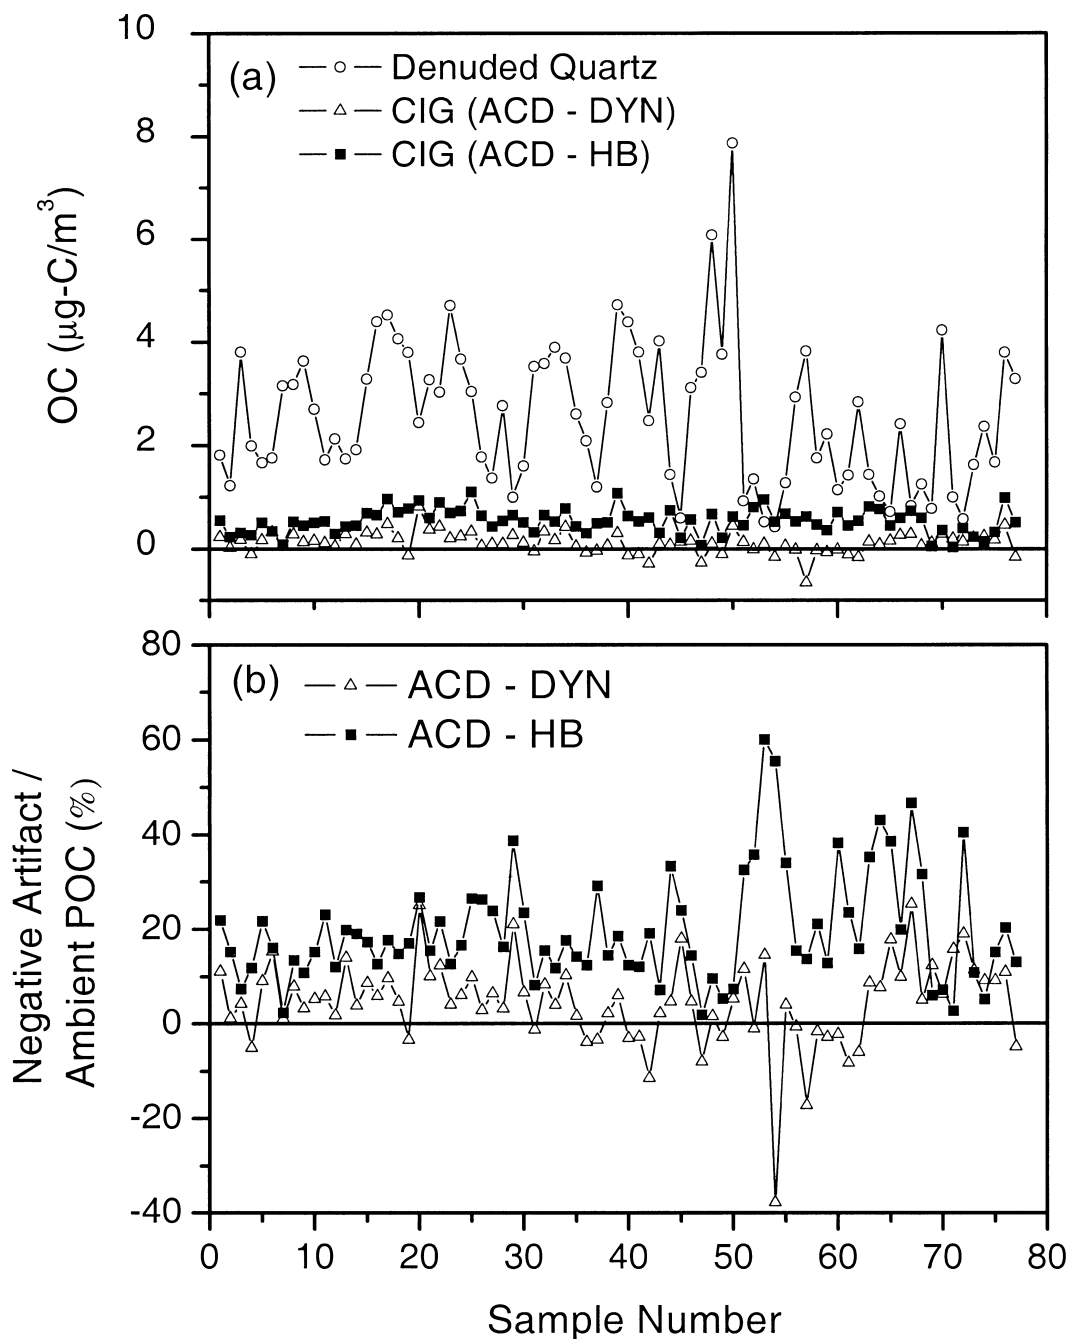 10
8
6
4
2
0
OC (μg-C/m³)
(a)
Denuded Quartz
CIG (ACD - DYN)
CIG (ACD - HB)
80
60
40
20
0
-20
-40
Negative Artifact /
Ambient POC (%)
(b)
ACD - DYN
ACD - HB
0 10 20 30 40 50 60 70 80
Sample Number